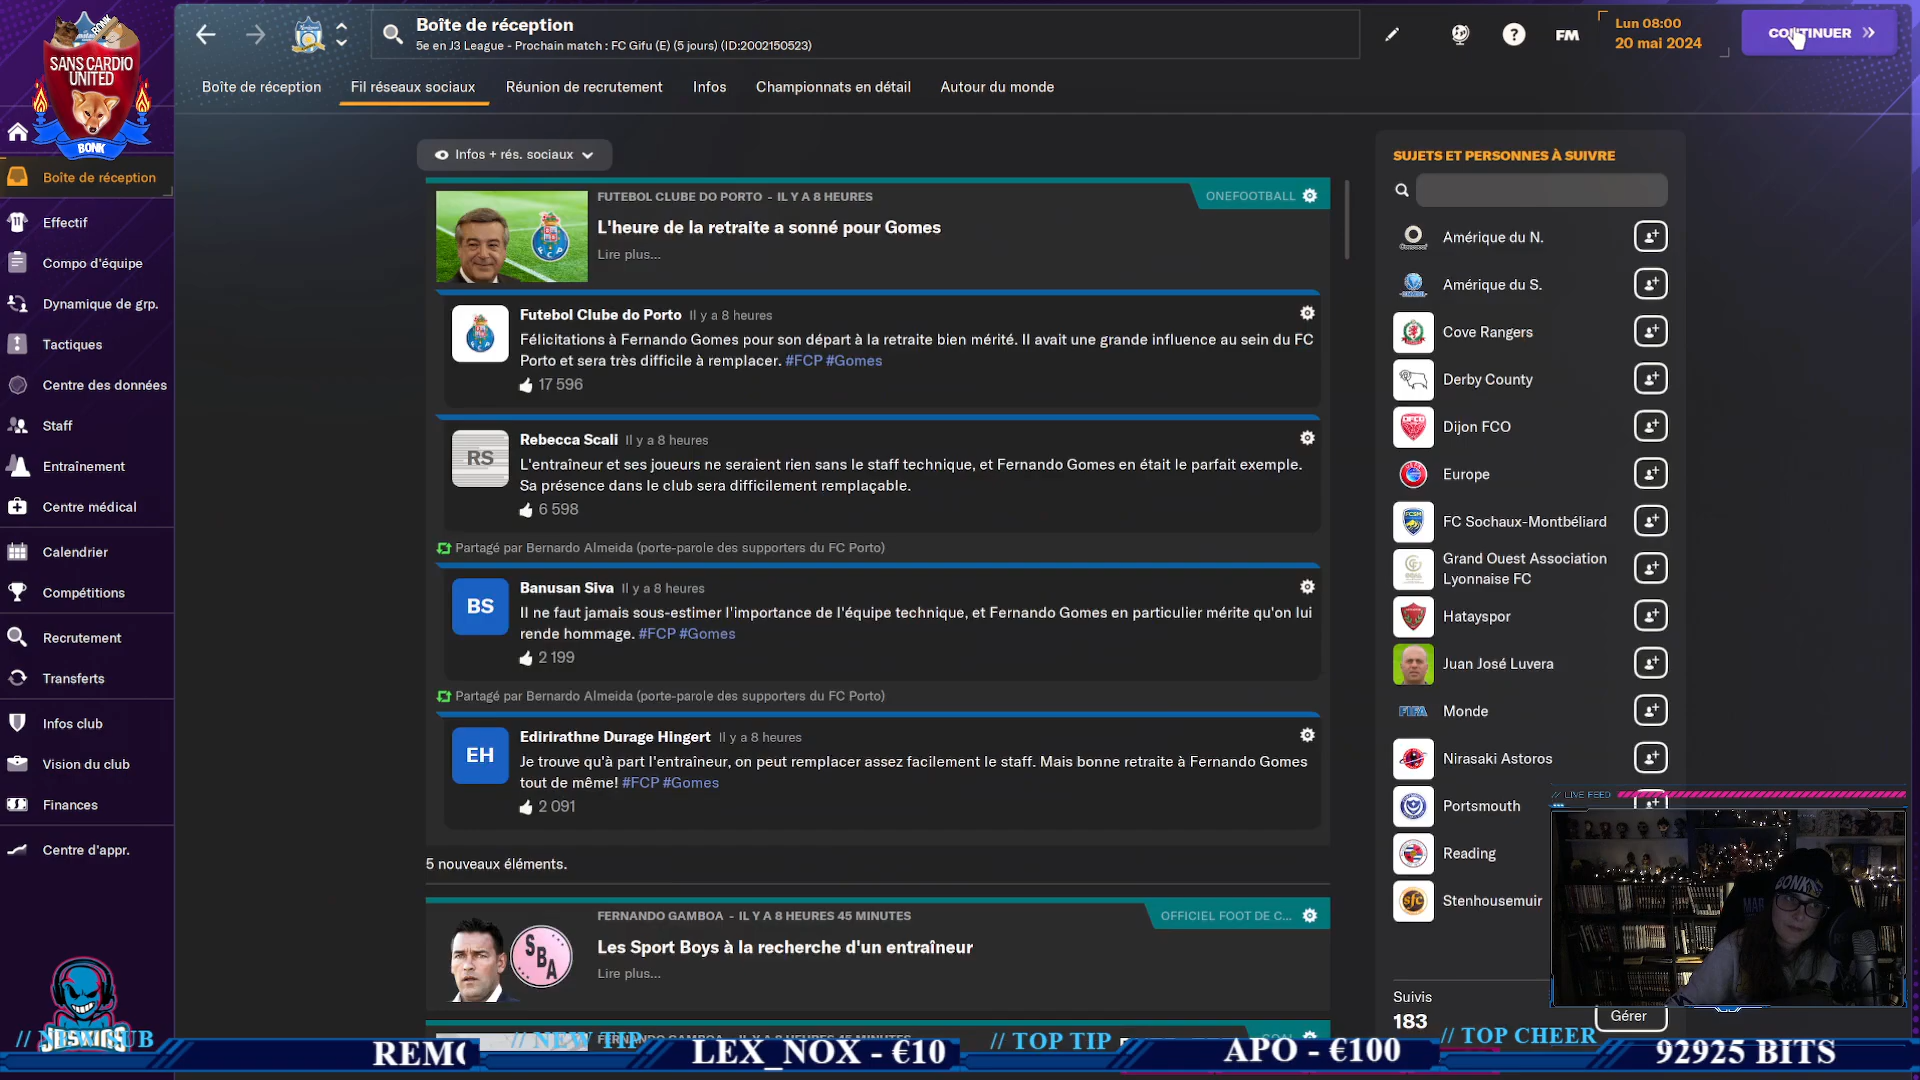 SANS CARDIO
UNITED
BONK
Boîte de réception
5e en J3 League - Prochain match : FC Gifu (E) (5 jours) (ID:2002150523)
FM
Lun 08:00
20 mai 2024
CONTINUER
Boîte de réception
Fil réseaux sociaux
Réunion de recrutement
Infos
Championnats en détail
Autour du monde
Boîte de réception
Effectif
Compo d'équipe
Dynamique de grp.
Tactiques
Centre des données
Staff
Entraînement
Centre médical
Calendrier
Compétitions
Recrutement
Transferts
Infos club
Vision du club
Finances
Centre d'appr.
Infos + rés. sociaux
FUTEBOL CLUBE DO PORTO - IL Y A 8 HEURES
ONEFOOTBALL
L'heure de la retraite a sonné pour Gomes
Lire plus...
Futebol Clube do Porto Il y a 8 heures
Félicitations à Fernando Gomes pour son départ à la retraite bien mérité. Il avait une grande influence au sein du FC
Porto et sera très difficile à remplacer. #FCP #Gomes
17 596
RS
Rebecca Scali Il y a 8 heures
L'entraîneur et ses joueurs ne seraient rien sans le staff technique, et Fernando Gomes en était le parfait exemple.
Sa présence dans le club sera difficilement remplaçable.
6 598
Partagé par Bernardo Almeida (porte-parole des supporters du FC Porto)
BS
Banusan Siva Il y a 8 heures
Il ne faut jamais sous-estimer l'importance de l'équipe technique, et Fernando Gomes en particulier mérite qu'on lui
rende hommage. #FCP #Gomes
2 199
Partagé par Bernardo Almeida (porte-parole des supporters du FC Porto)
EH
Edirirathne Durage Hingert Il y a 8 heures
Je trouve qu'à part l'entraîneur, on peut remplacer assez facilement le staff. Mais bonne retraite à Fernando Gomes
tout de même! #FCP #Gomes
2 091
5 nouveaux éléments.
FERNANDO GAMBOA - IL Y A 8 HEURES 45 MINUTES
OFFICIEL FOOT DE C...
SBA
Les Sport Boys à la recherche d'un entraîneur
Lire plus...
SUJETS ET PERSONNES À SUIVRE
Amérique du N.
Amérique du S.
Cove Rangers
Derby County
Dijon FCO
Europe
FC Sochaux-Montbéliard
Grand Ouest Association
Lyonnaise FC
Hatayspor
Juan José Luvera
FIFA
Monde
Nirasaki Astoros
Portsmouth
Reading
sfc
Stenhousemuir
// LIVE FEED
BONK
Suivis
183
Gérer
// NEW SUB
// NEW TIP
LEX_NOX - €10
// TOP TIP
APO - €100
// TOP CHEER
92925 BITS